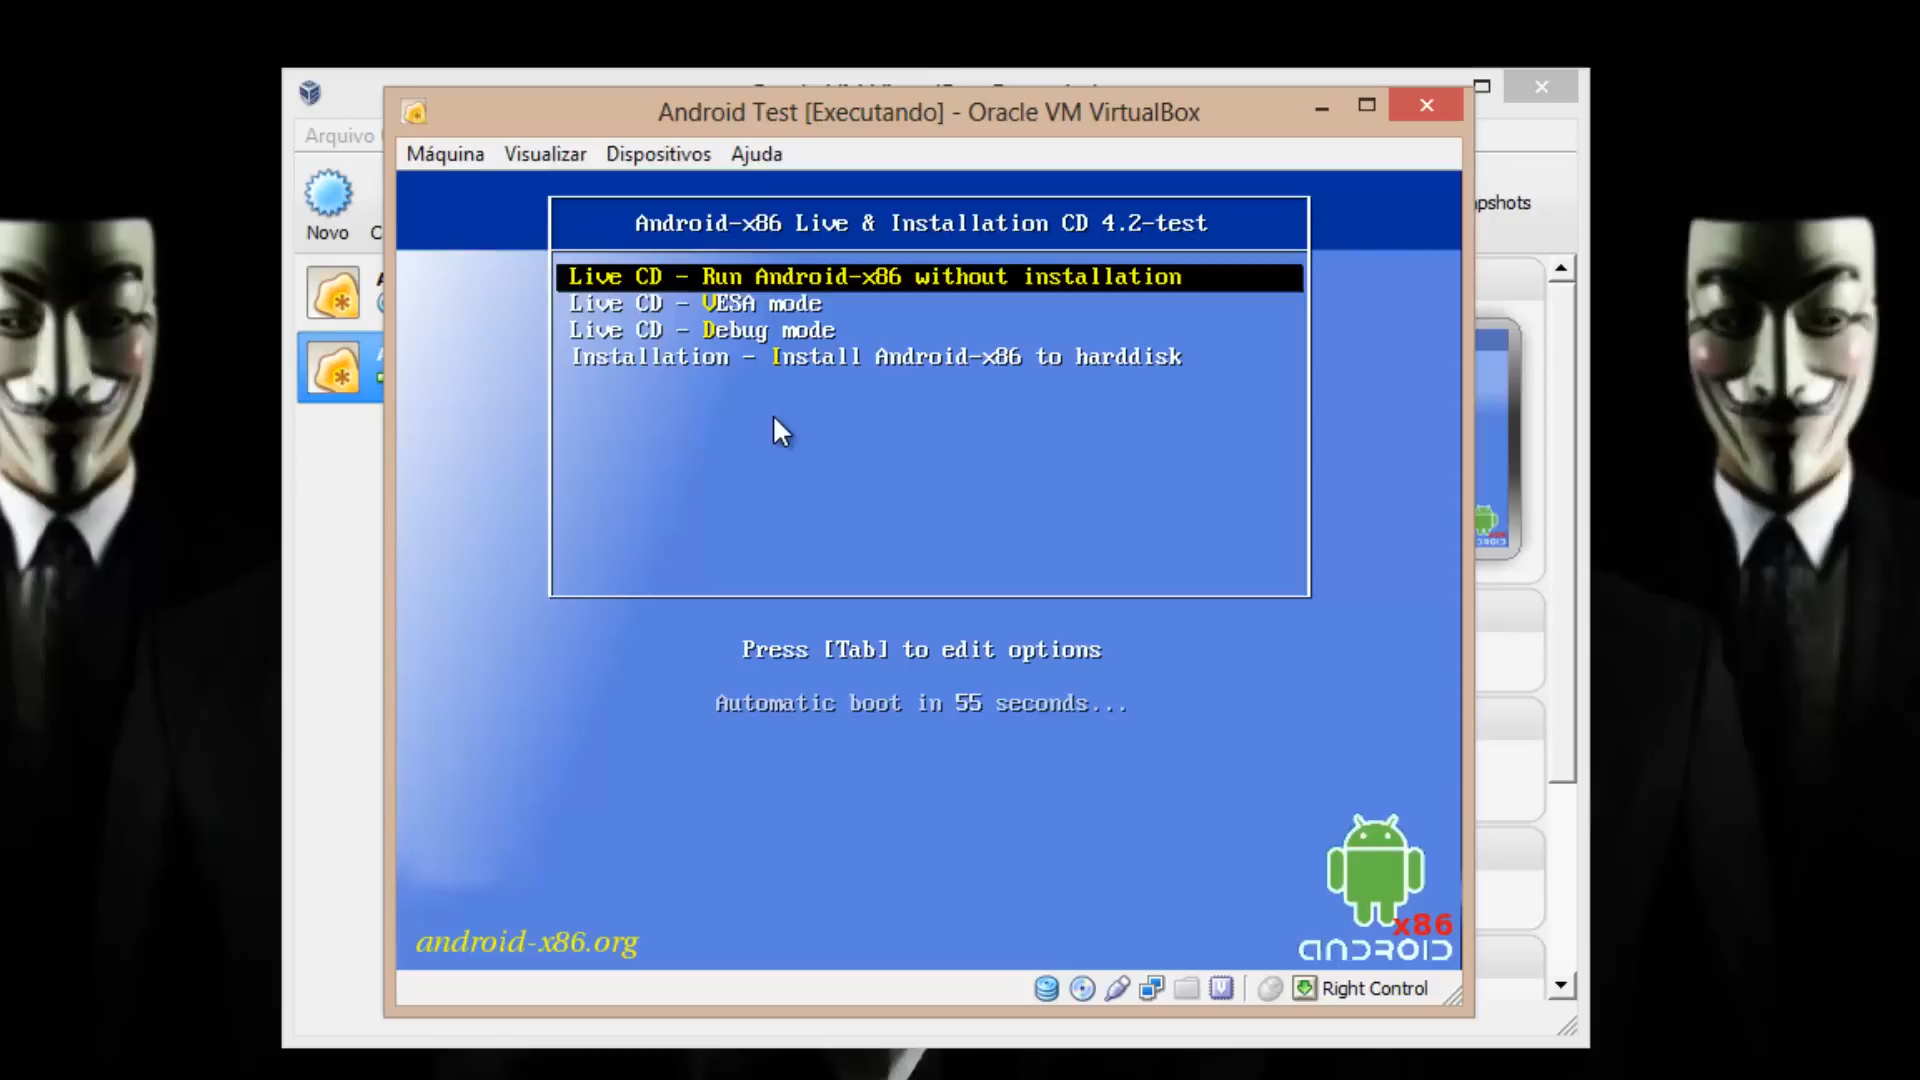 Android Test [Executando] - Oracle VM VirtualBox
Arquivo
Máquina Visualizar Dispositivos Ajuda
Novo
Android-x86 Live & Installation CD 4.2-test
Live CD - Run Android-x86 without installation
Live CD - VESA mode
Live CD - Debug mode
Installation - Install Android-x86 to harddisk
Press [Tab] to edit options
Automatic boot in 55 seconds...
android-x86.org
x86
ANDROID
Right Control